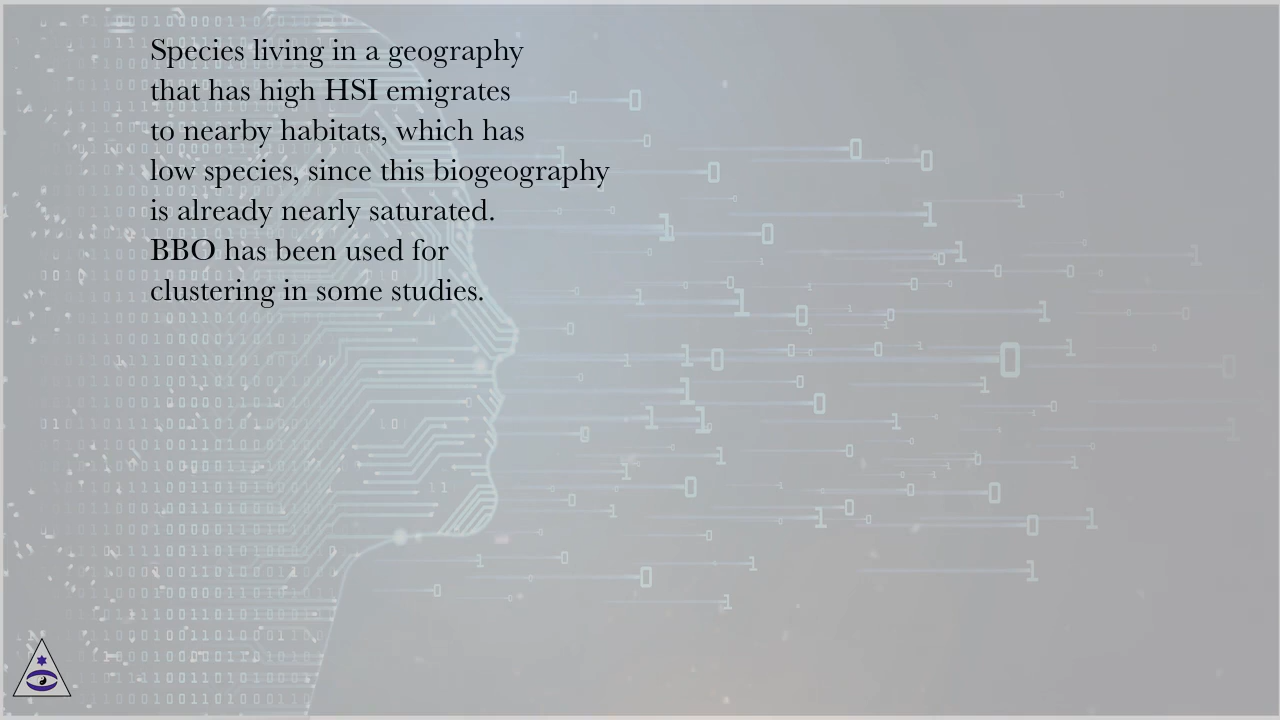 Species living in a geography
that has high HSI emigrates
to nearby habitats, which has
low species, since this biogeography
is already nearly saturated.
BBO has been used for
clustering in some studies.